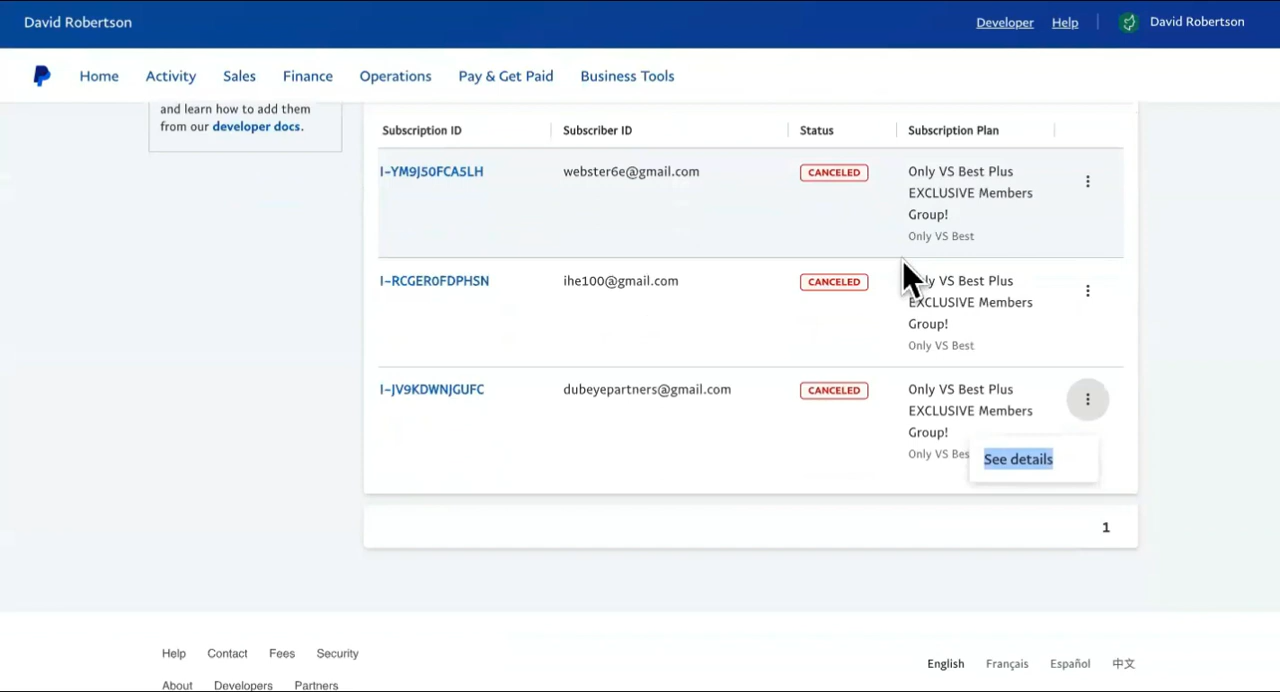 David Robertson
Developer Help David Robertson
Home Activity Sales Finance Operations Pay & Get Paid Business Tools
and learn how to add them
from our developer docs.
Subscription ID Subscriber ID Status Subscription Plan
I-YM9J50FCA5LH webster6e@gmail.com CANCELED Only VS Best Plus
EXCLUSIVE Members
Group!
Only VS Best
I-RCGER0FDPHSN ihe100@gmail.com CANCELED Only VS Best Plus
EXCLUSIVE Members
Group!
Only VS Best
I-JV9KDWNJGUFC dubeyepartners@gmail.com CANCELED Only VS Best Plus
EXCLUSIVE Members
Group!
Only VS Bes
See details
1
Help Contact Fees Security
English Français Español 中文
About Developers Partners